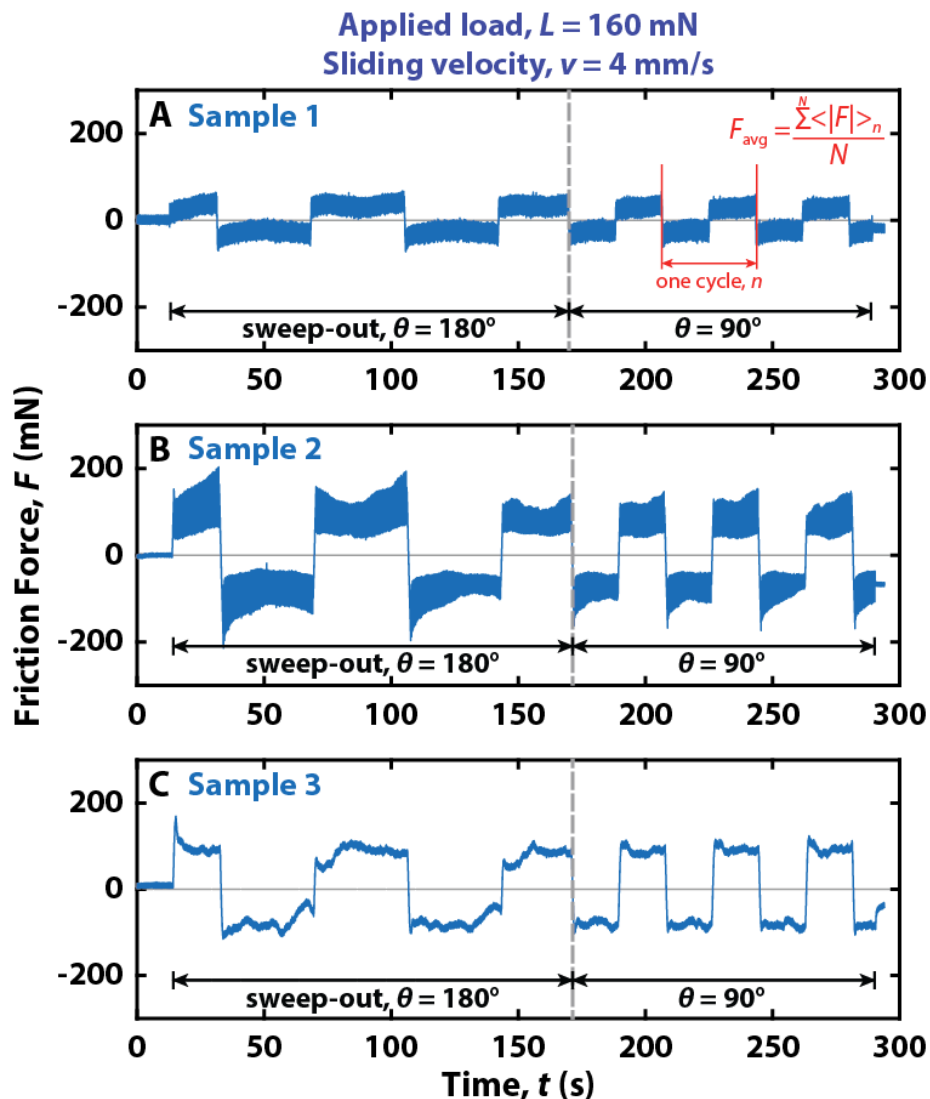 Applied load, L = 160 mN
Sliding velocity, v = 4 mm/s
Friction Force, F (mN)
A Sample 1
F_avg = Σ^N <|F|>_n / N
200
0
-200
one cycle, n
sweep-out, θ = 180°
θ = 90°
0 50 100 150 200 250 300
B Sample 2
200
0
-200
sweep-out, θ = 180°
θ = 90°
0 50 100 150 200 250 300
C Sample 3
200
0
-200
sweep-out, θ = 180°
θ = 90°
0 50 100 150 200 250 300
Time, t (s)